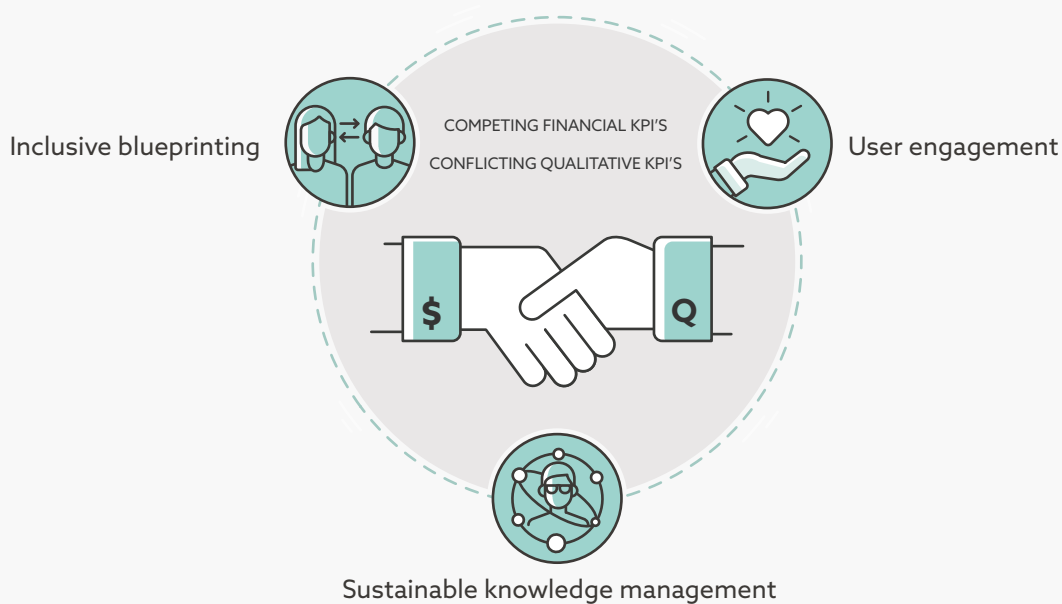 COMPETING FINANCIAL KPI'S
Inclusive blueprinting
User engagement
CONFLICTING QUALITATIVE KPI'S
$
Q
Sustainable knowledge management